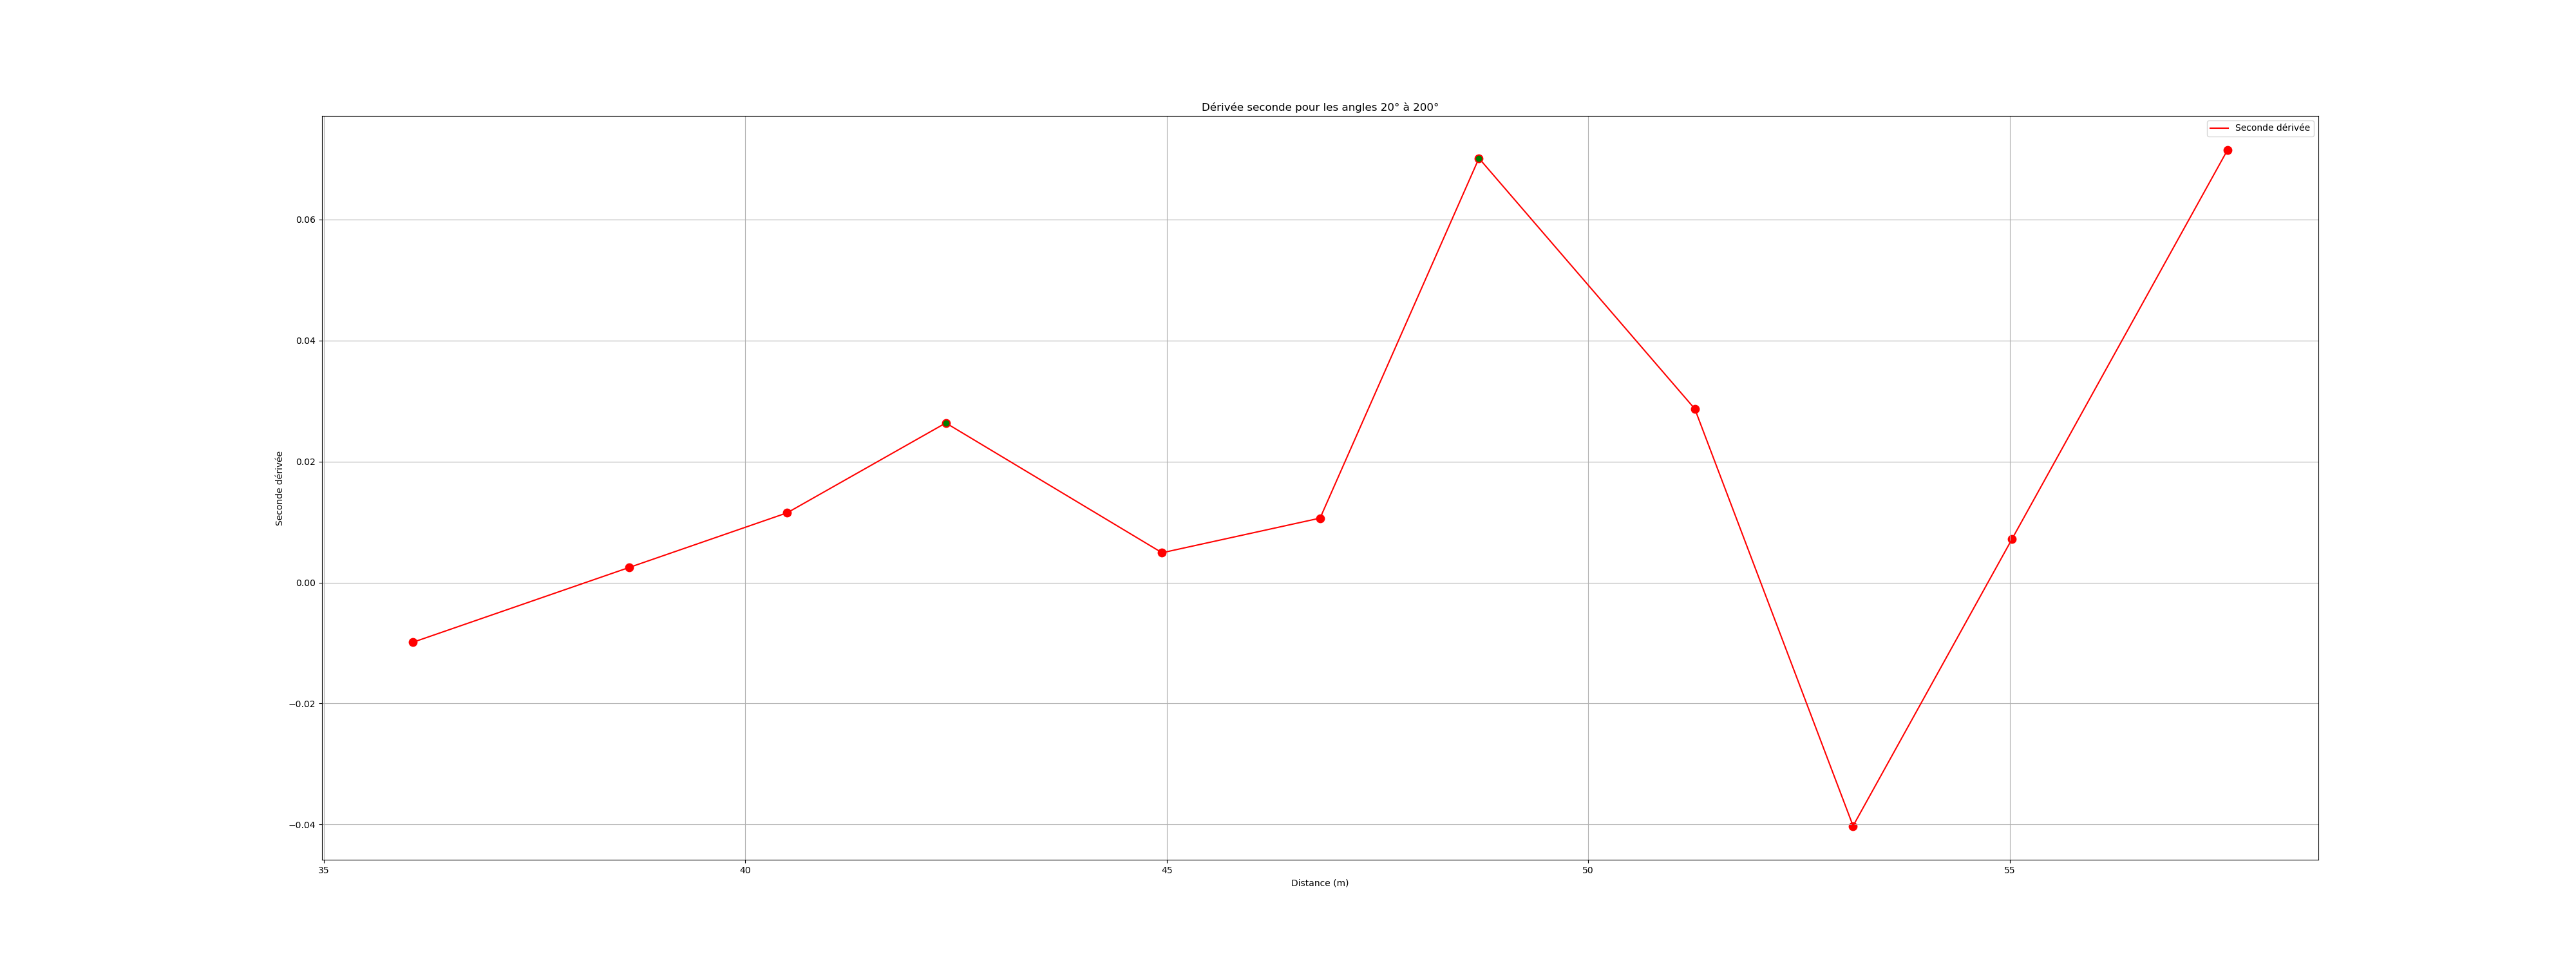 Dérivée seconde pour les angles 20° à 200°
Seconde dérivée
0.06
0.04
0.02
0.00
−0.02
−0.04
Seconde dérivée
35
40
45
50
55
Distance (m)